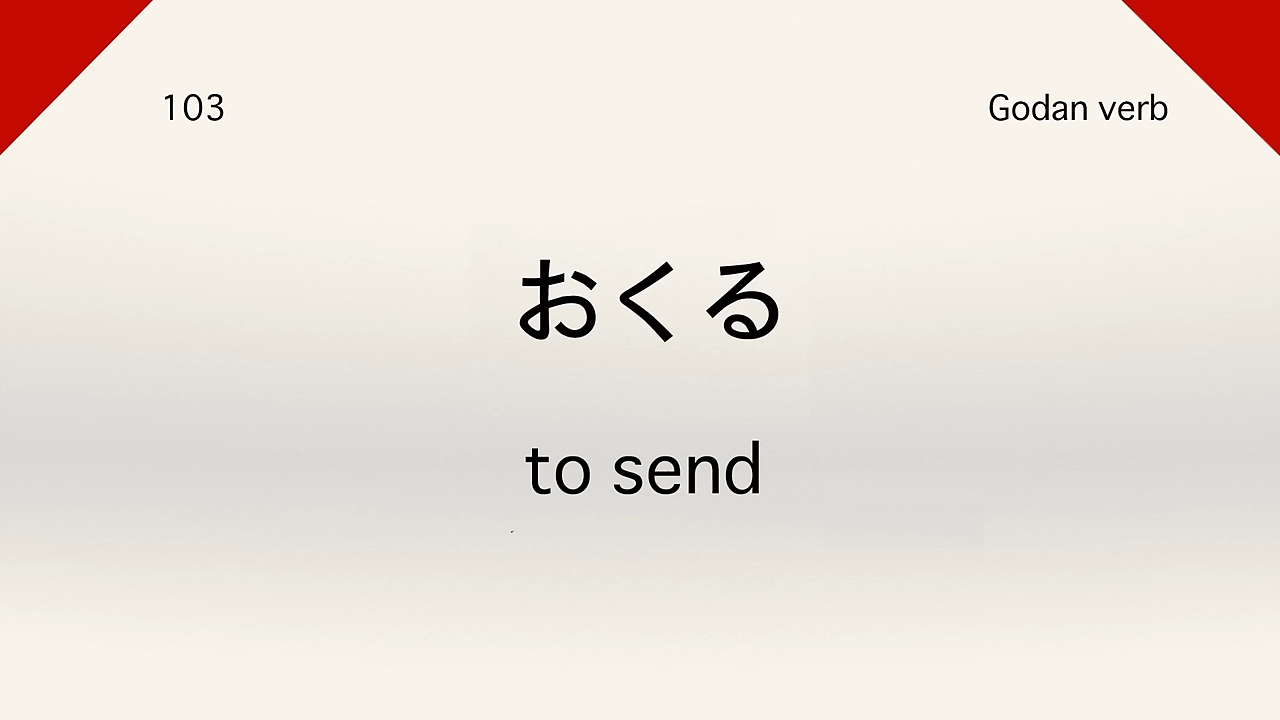 103
Godan verb
おくる
to send